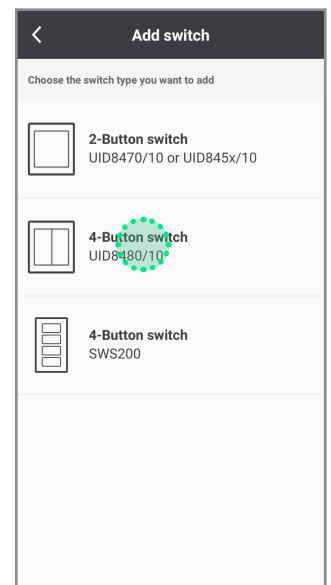 Add switch
Choose the switch type you want to add
2-Button switch
UID8470/10 or UID845x/10
4-Button switch
UID8480/10
4-Button switch
SWS200